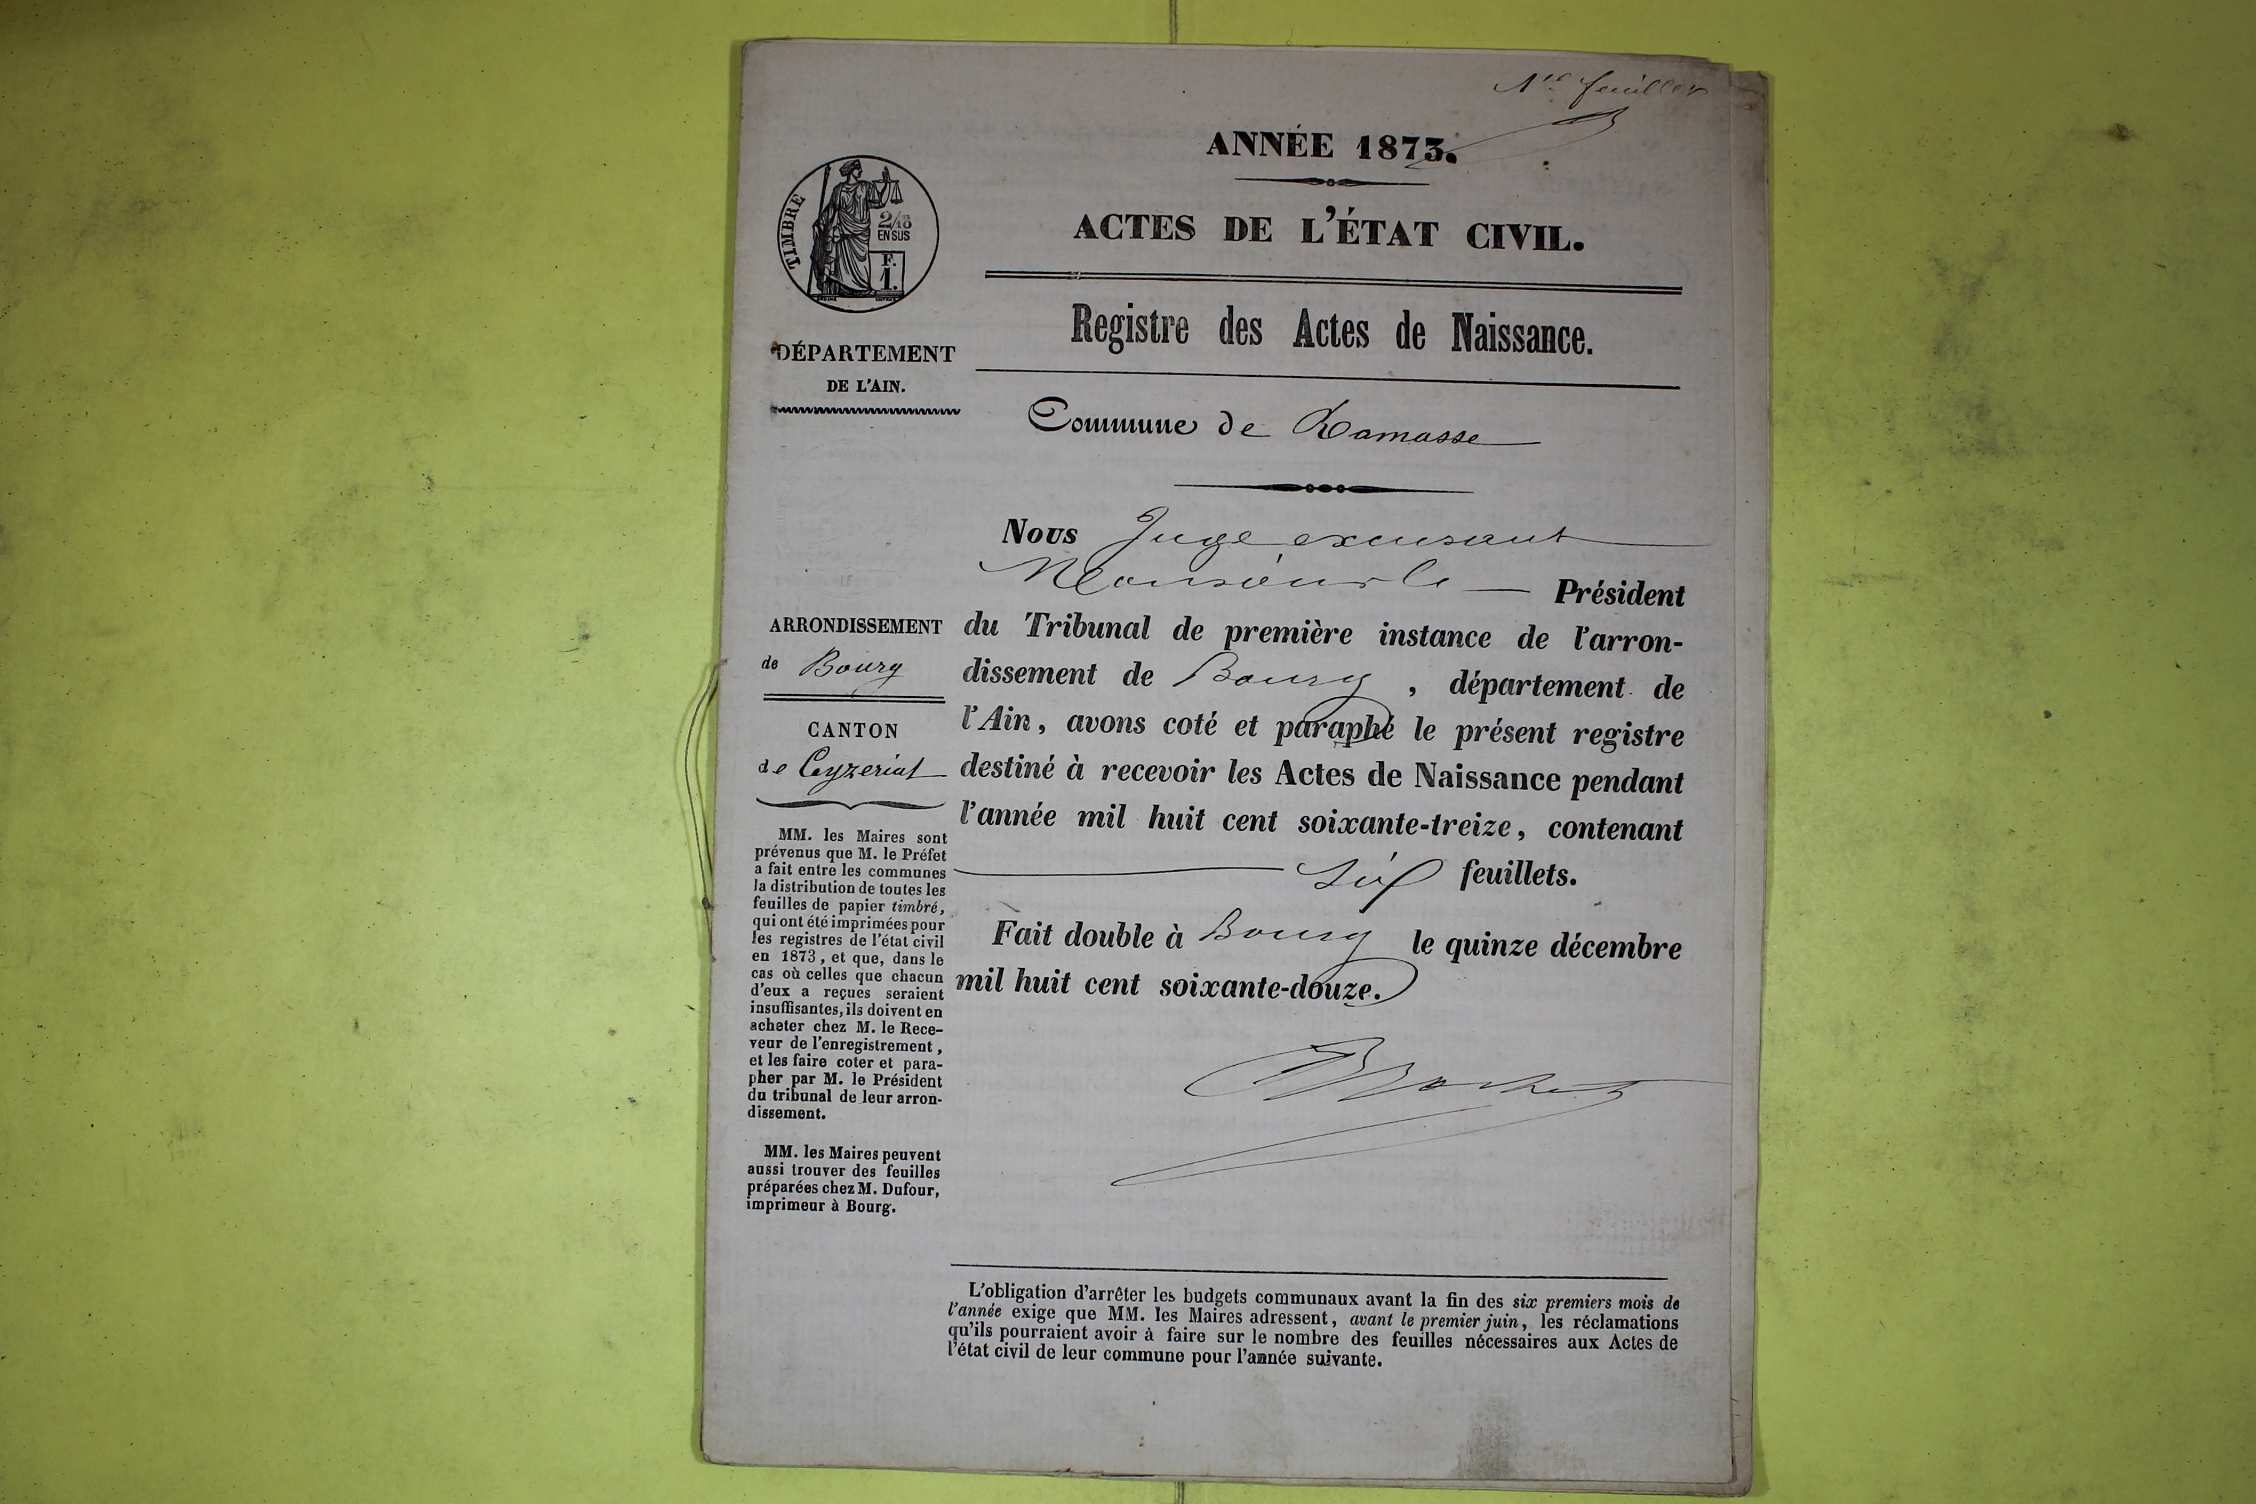 1er feuillet
ANNÉE 1873.
ACTES DE L'ÉTAT CIVIL.
Registre des Actes de Naissance.
Commune de Ramasse
TIMBRE
2/10
EN SUS
F.
1.
DÉPARTEMENT
DE L'AIN.
ARRONDISSEMENT
de Bourg
CANTON
de Ceyzeriat
MM. les Maires sont
prévenus que M. le Préfet
a fait entre les communes
la distribution de toutes les
feuilles de papier timbré,
qui ont été imprimées pour
les registres de l'état civil
en 1873, et que, dans le
cas où celles que chacun
d'eux a reçues seraient
insuffisantes, ils doivent en
acheter chez M. le Rece-
veur de l'enregistrement,
et les faire coter et para-
pher par M. le Président
du tribunal de leur arron-
dissement.
MM. les Maires peuvent
aussi trouver des feuilles
préparées chez M. Dufour,
imprimeur à Bourg.
Nous Juge excusant
Monsieur le Président
du Tribunal de première instance de l'arron-
dissement de Bourg, département de
l'Ain, avons coté et paraphé le présent registre
destiné à recevoir les Actes de Naissance pendant
l'année mil huit cent soixante-treize, contenant
Six feuillets.
Fait double à Bourg le quinze décembre
mil huit cent soixante-douze.
L'obligation d'arrêter les budgets communaux avant la fin des six premiers mois de
l'année exige que MM. les Maires adressent, avant le premier juin, les réclamations
qu'ils pourraient avoir à faire sur le nombre des feuilles nécessaires aux Actes de
l'état civil de leur commune pour l'année suivante.